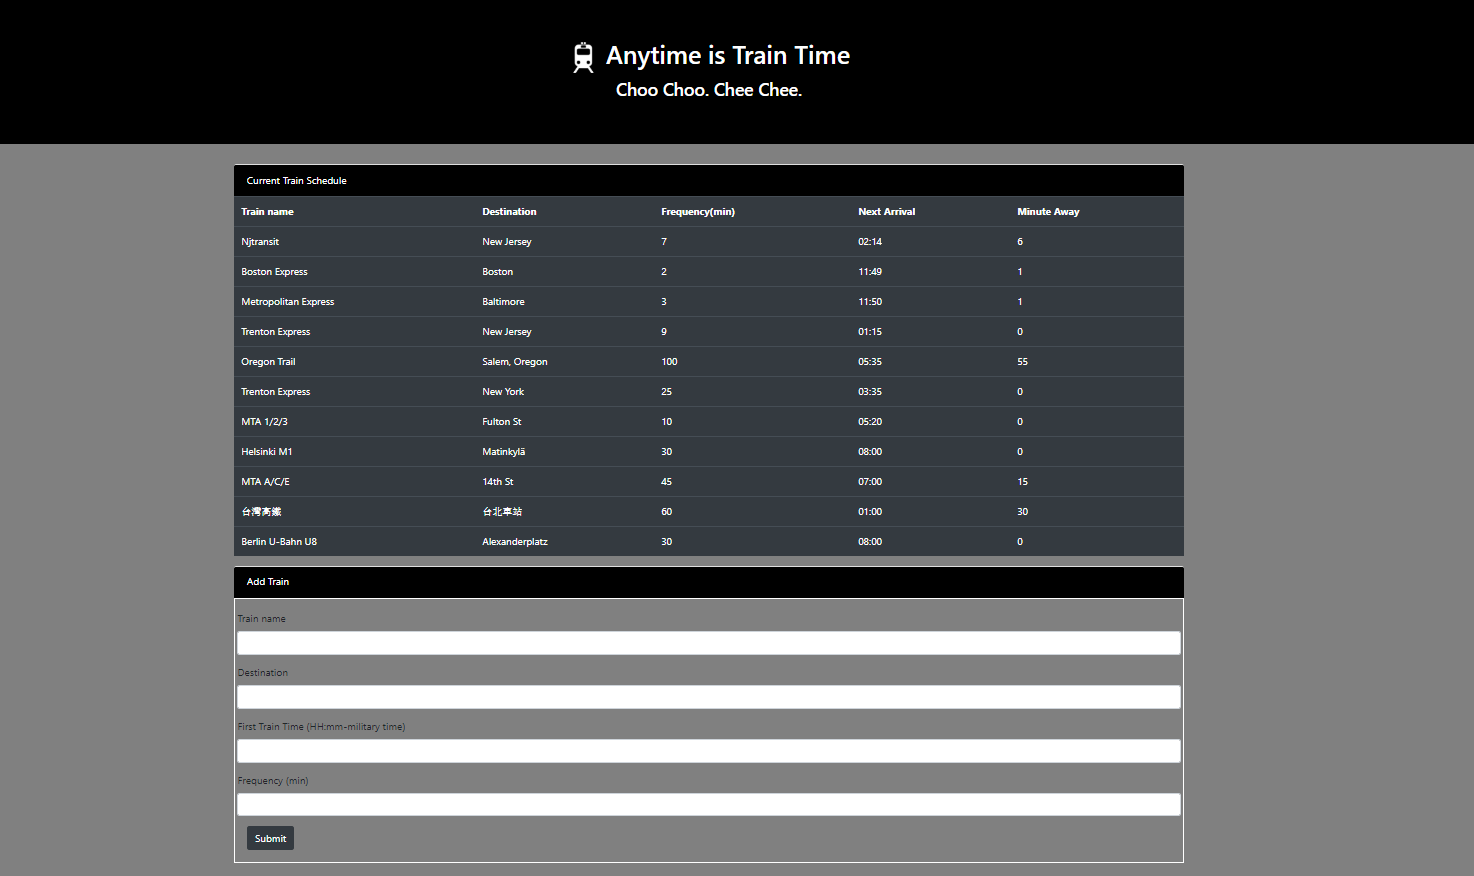 Anytime is Train Time
Choo Choo. Chee Chee.
Current Train Schedule
Train name Destination Frequency(min) Next Arrival Minute Away
Njtransit New Jersey 7 02:14 6
Boston Express Boston 2 11:49 1
Metropolitan Express Baltimore 3 11:50 1
Trenton Express New Jersey 9 01:15 0
Oregon Trail Salem, Oregon 100 05:35 55
Trenton Express New York 25 03:35 0
MTA 1/2/3 Fulton St 10 05:20 0
Helsinki M1 Matinkylä 30 08:00 0
MTA A/C/E 14th St 45 07:00 15
台灣高鐵 台北車站 60 01:00 30
Berlin U-Bahn U8 Alexanderplatz 30 08:00 0
Add Train
Train name
Destination
First Train Time (HH:mm-military time)
Frequency (min)
Submit